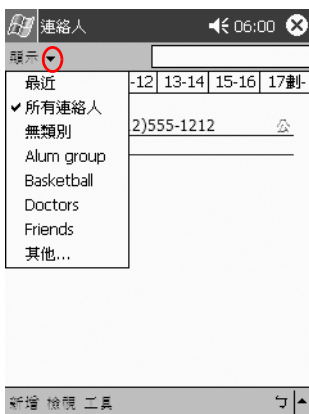 連絡人 06:00
顯示
最近 -12 13-14 15-16 17劃-
所有連絡人
無類別 2)555-1212 公
Alum group
Basketball
Doctors
Friends
其他...
新增 檢視 工具 ㄅ